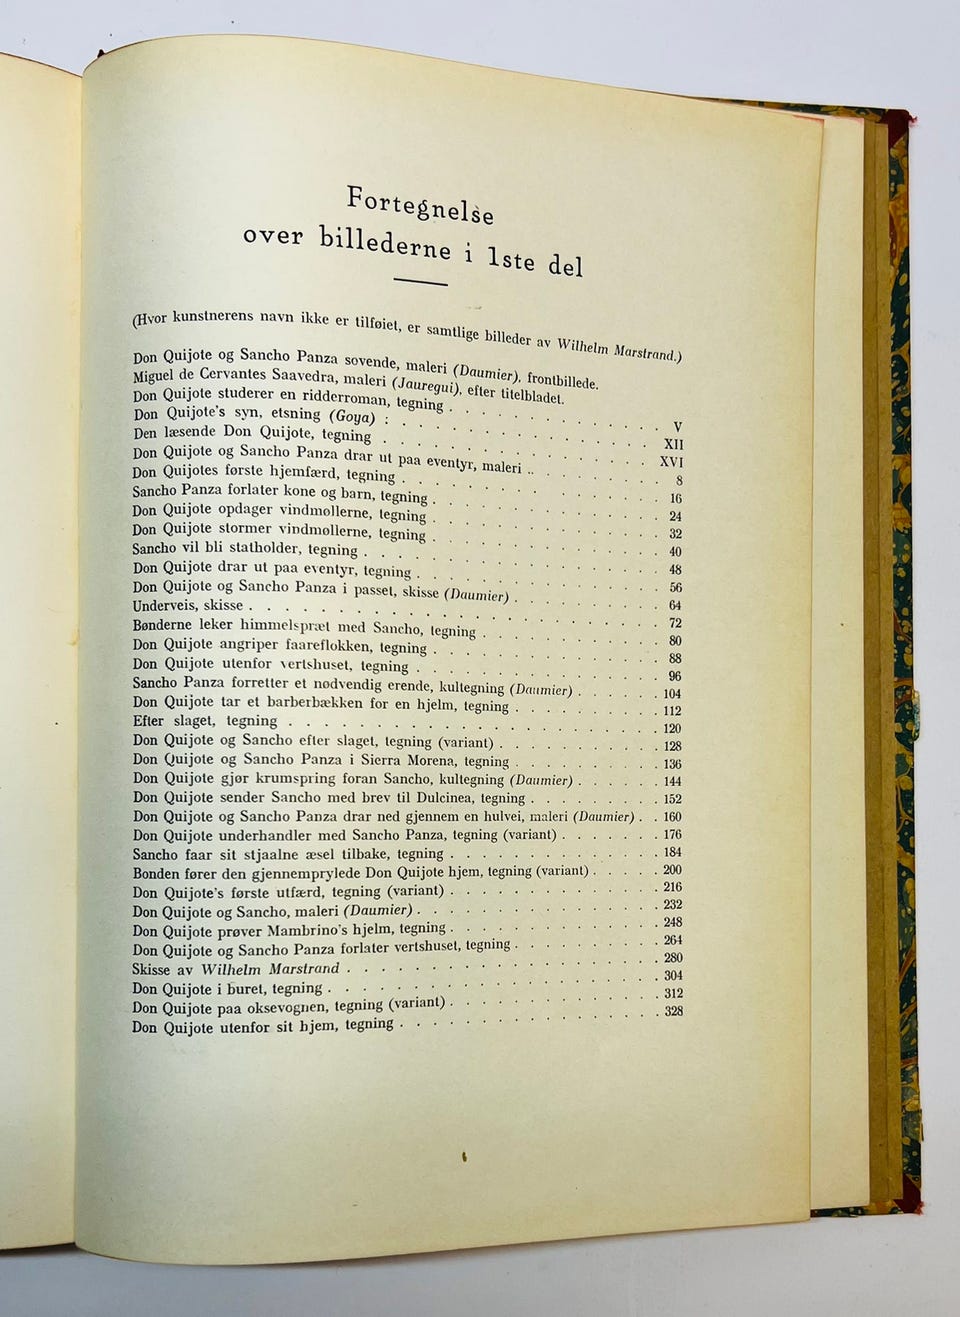 Fortegnelse
over billederne i 1ste del
(Hvor kunstnerens navn ikke er tilføiet, er samtlige billeder av Wilhelm Marstrand.)
Don Quijote og Sancho Panza sovende, maleri (Daumier), frontbillede.
Miguel de Cervantes Saavedra, maleri (Jauregui), efter titelbladet.
Don Quijote studerer en ridderroman, tegning . . . . . . . . . . V
Don Quijote's syn, etsning (Goya) : . . . . . . . . . . XII
Den læsende Don Quijote, tegning . . . . . . . . . . XVI
Don Quijote og Sancho Panza drar ut paa eventyr, maleri . . . . . . . 8
Don Quijotes første hjemfærd, tegning . . . . . . . . . . 16
Sancho Panza forlater kone og barn, tegning . . . . . . . . . . 24
Don Quijote opdager vindmøllerne, tegning . . . . . . . . . . 32
Don Quijote stormer vindmøllerne, tegning . . . . . . . . . . 40
Sancho vil bli statholder, tegning . . . . . . . . . . 48
Don Quijote drar ut paa eventyr, tegning . . . . . . . . . . 56
Don Quijote og Sancho Panza i passet, skisse (Daumier) . . . . . . . 64
Underveis, skisse . . . . . . . . . . 72
Bønderne leker himmelspræt med Sancho, tegning . . . . . . . . . 80
Don Quijote angriper faareflokken, tegning . . . . . . . . . . 88
Don Quijote utenfor vertshuset, tegning . . . . . . . . . . 96
Sancho Panza forretter et nødvendig erende, kultegning (Daumier) . . . . . 104
Don Quijote tar et barberbækken for en hjelm, tegning . . . . . . . . 112
Efter slaget, tegning . . . . . . . . . . 120
Don Quijote og Sancho efter slaget, tegning (variant) . . . . . . . . 128
Don Quijote og Sancho Panza i Sierra Morena, tegning . . . . . . . . 136
Don Quijote gjør krumspring foran Sancho, kultegning (Daumier) . . . . . 144
Don Quijote sender Sancho med brev til Dulcinea, tegning . . . . . . . 152
Don Quijote og Sancho Panza drar ned gjennem en hulvei, maleri (Daumier) . . 160
Don Quijote underhandler med Sancho Panza, tegning (variant) . . . . . . 176
Sancho faar sit stjaalne æsel tilbake, tegning . . . . . . . . . . 184
Bonden fører den gjennemprylede Don Quijote hjem, tegning (variant) . . . . 200
Don Quijote's første utfærd, tegning (variant) . . . . . . . . . . 216
Don Quijote og Sancho, maleri (Daumier) . . . . . . . . . . 232
Don Quijote prøver Mambrino's hjelm, tegning . . . . . . . . . . 248
Don Quijote og Sancho Panza forlater vertshuset, tegning . . . . . . . . 264
Skisse av Wilhelm Marstrand . . . . . . . . . . 280
Don Quijote i buret, tegning . . . . . . . . . . 304
Don Quijote paa oksevognen, tegning (variant) . . . . . . . . . . 312
Don Quijote utenfor sit hjem, tegning . . . . . . . . . . 328